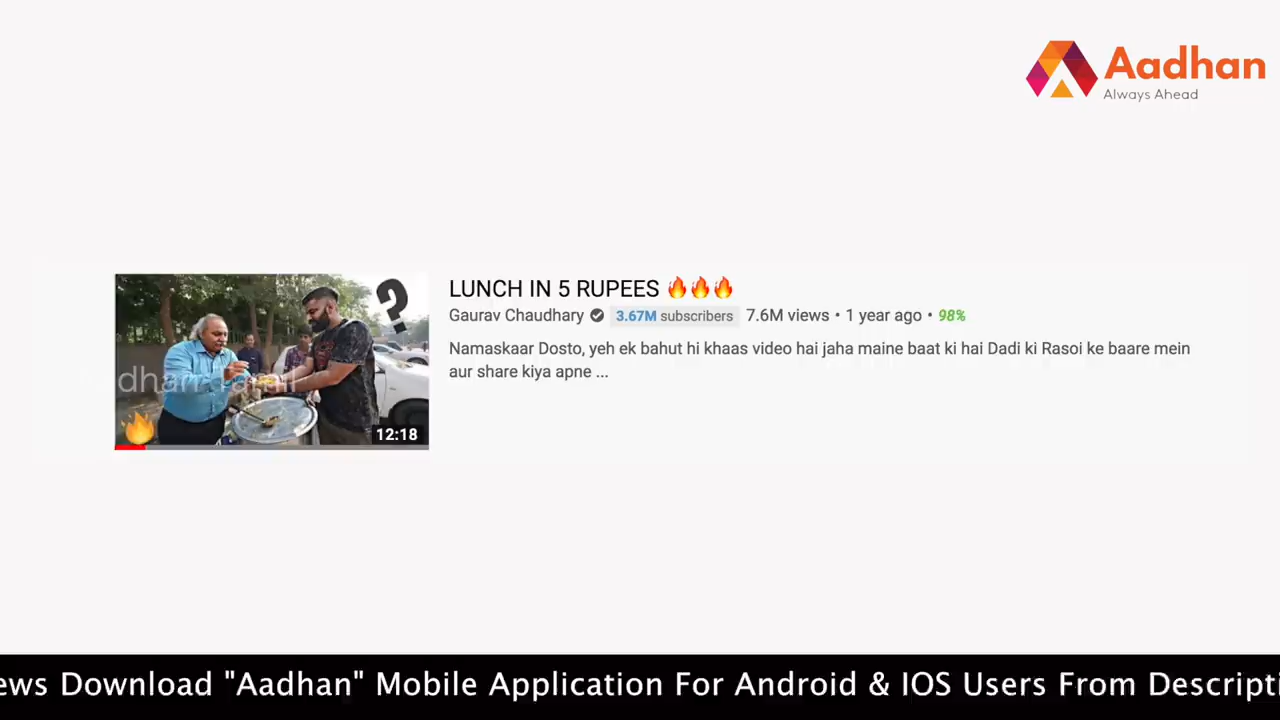 Aadhan
Always Ahead
?
LUNCH IN 5 RUPEES 🔥🔥🔥
Gaurav Chaudhary 3.67M subscribers 7.6M views • 1 year ago • 98%
Namaskaar Dosto, yeh ek bahut hi khaas video hai jaha maine baat ki hai Dadi ki Rasoi ke baare mein
aur share kiya apne ...
Aadhan Tamil
12:18
ews Download "Aadhan" Mobile Application For Android & IOS Users From Descripti